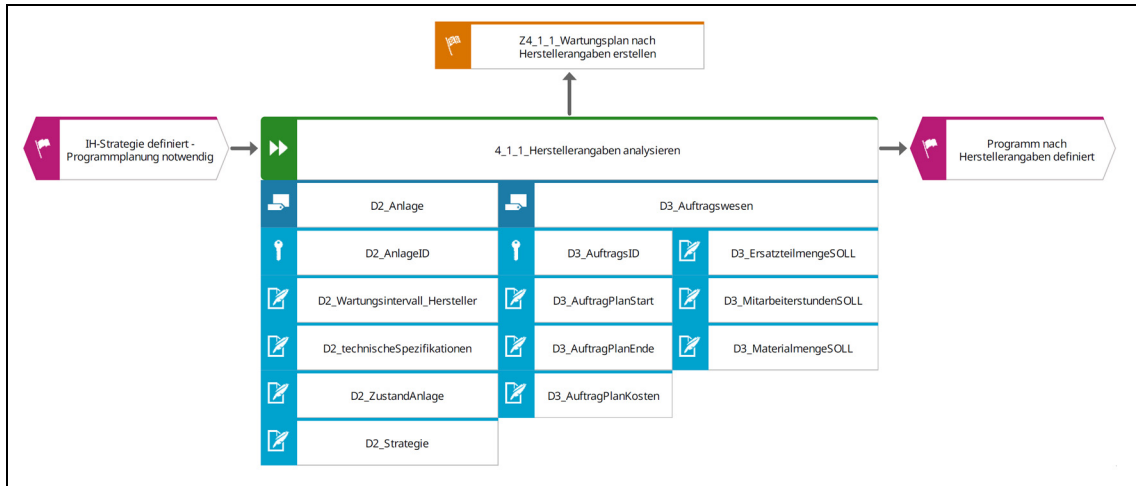 Z4_1_1_Wartungsplan nach
Herstellerangaben erstellen
IH-Strategie definiert -
Programmplanung notwendig
4_1_1_Herstellerangaben analysieren
Programm nach
Herstellerangaben definiert
D2_Anlage
D3_Auftragswesen
D2_AnlageID
D3_AuftragsID
D3_ErsatzteilmengeSOLL
D2_Wartungsintervall_Hersteller
D3_AuftragPlanStart
D3_MitarbeiterstundenSOLL
D2_technischeSpezifikationen
D3_AuftragPlanEnde
D3_MaterialmengeSOLL
D2_ZustandAnlage
D3_AuftragPlanKosten
D2_Strategie